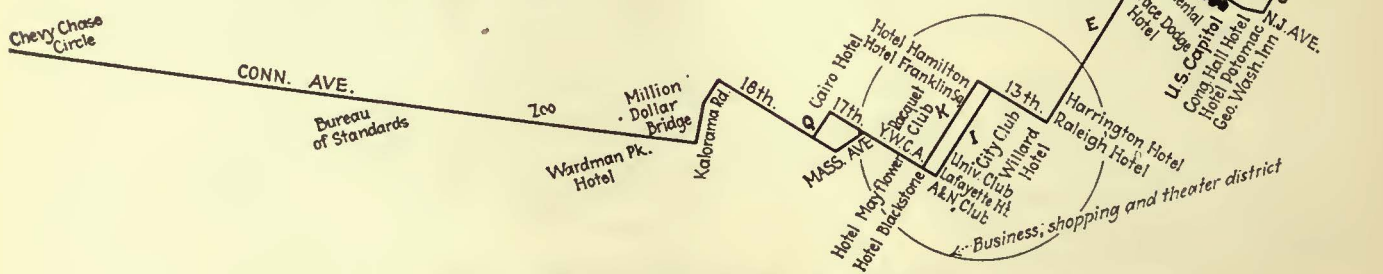 Chevy Chase
Circle
CONN. AVE.
Bureau
of Standards
Zoo
Wardman Pk.
Hotel
Million
Dollar
Bridge
Kalorama Rd.
18th.
Q
Cairo Hotel
17th.
MASS. AVE
Hotel Hamilton
Hotel Franklin Sq.
Racquet
Club
Y.W.C.A.
K
I
Hotel Mayflower
Hotel Blackstone
Univ. Club
Lafayette Ht.
A&N Club
City Club
Willard
Hotel
13th.
Harrington Hotel
Raleigh Hotel
Business, shopping and theater district
E
Dodge
Hotel
U.S. Capitol
Cong. Hall Hotel
Hotel Potomac
Geo. Wash. Inn
N.J. AVE.